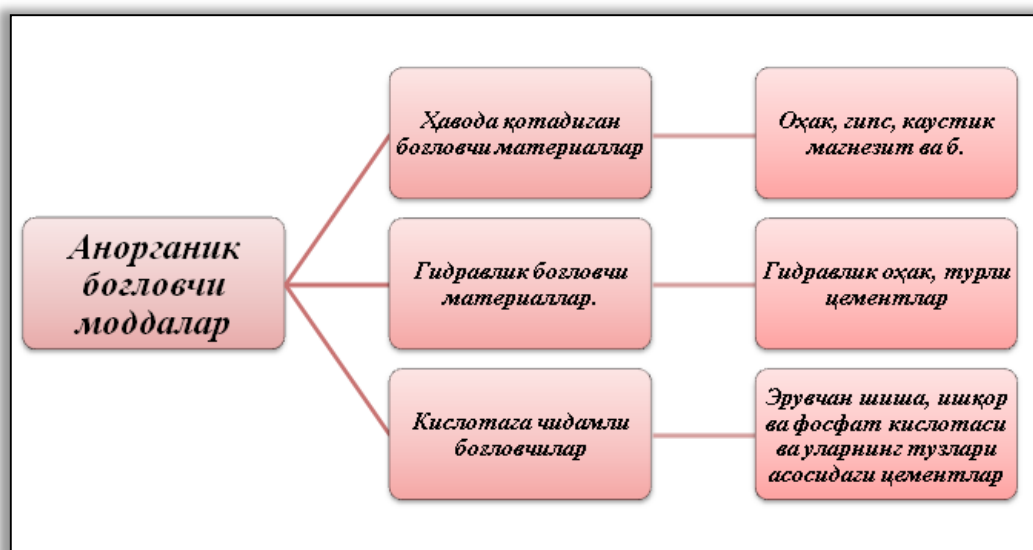 Анорганик
боғловчи
моддалар
Ҳавода қотадиган
боғловчи материаллар
Оҳак, гипс, каустик
магнезит ва б.
Гидравлик боғловчи
материаллар.
Гидравлик оҳак, турли
цементлар
Кислотага чидамли
боғловчилар
Эрувчан шиша, ишқор
ва фосфат кислотаси
ва уларнинг тузлари
асосидаги цементлар